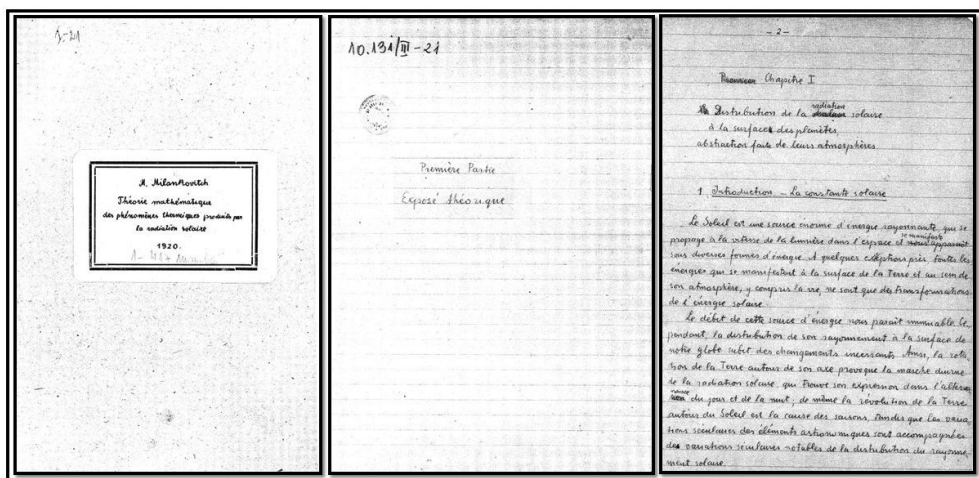 1-21
M. Milankovitch
Théorie mathématique
des phénomènes thermiques produits par
la radiation solaire
1920.
10.131/III-21
Première Partie
Exposé théorique
- 2 -
Chapitre I
Distribution de la radiation solaire
à la surface des planètes,
abstraction faite de leurs atmosphères
1. Introduction – La constante solaire
Le Soleil est une source énorme d'énergie rayonnante, qui se
propage à la vitesse de la lumière dans l'espace et se manifeste
sous diverses formes d'énergie. A quelques exceptions près, toutes les
énergies qui se manifestent à la surface de la Terre et au sein de
son atmosphère, y compris la vie, ne sont que des transformations
de l'énergie solaire.
Le débit de cette source d'énergie nous parait immuable. Ce-
pendant, la distribution de son rayonnement à la surface de
notre globe subit des changements incessants. Ainsi, la rota-
tion de la Terre autour de son axe provoque la marche diurne
de la radiation solaire qui trouve son expression dans l'alter-
nance du jour et de la nuit; de même la révolution de la Terre
autour du Soleil est la cause des saisons, tandis que les varia-
tions séculaires des éléments astronomiques sont accompagnées
des variations séculaires notables de la distribution du rayonne-
ment solaire.